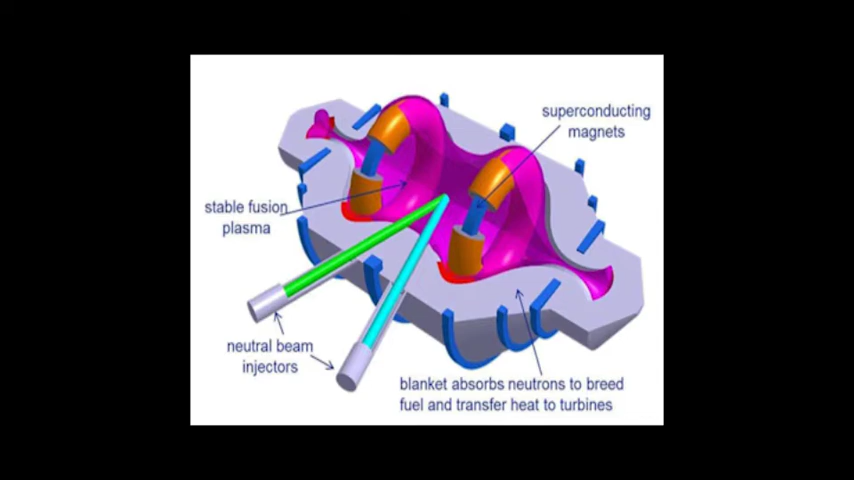 superconducting
magnets
stable fusion
plasma
neutral beam
injectors
blanket absorbs neutrons to breed
fuel and transfer heat to turbines